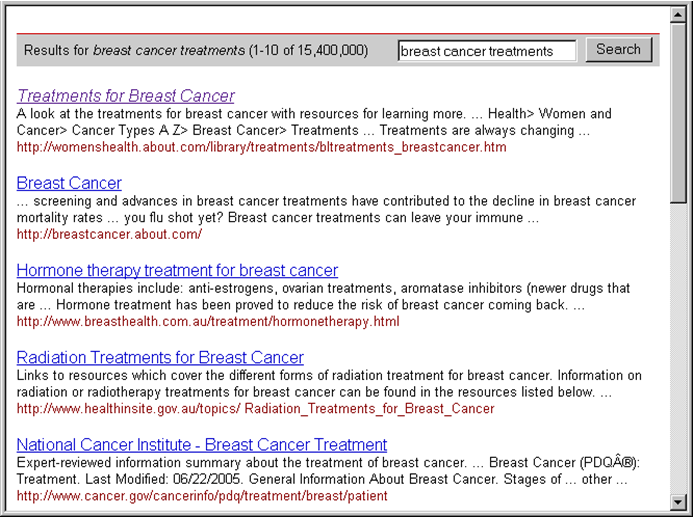 Results for breast cancer treatments (1-10 of 15,400,000) breast cancer treatments Search
Treatments for Breast Cancer
A look at the treatments for breast cancer with resources for learning more. ... Health> Women and
Cancer> Cancer Types A Z> Breast Cancer> Treatments ... Treatments are always changing ...
http://womenshealth.about.com/library/treatments/bltreatments_breastcancer.htm
Breast Cancer
... screening and advances in breast cancer treatments have contributed to the decline in breast cancer
mortality rates ... you flu shot yet? Breast cancer treatments can leave your immune ...
http://breastcancer.about.com/
Hormone therapy treatment for breast cancer
Hormonal therapies include: anti-estrogens, ovarian treatments, aromatase inhibitors (newer drugs that
are ... Hormone treatment has been proved to reduce the risk of breast cancer coming back. ...
http://www.breasthealth.com.au/treatment/hormonetherapy.html
Radiation Treatments for Breast Cancer
Links to resources which cover the different forms of radiation treatment for breast cancer. Information on
radiation or radiotherapy treatments for breast cancer can be found in the resources listed below. ...
http://www.healthinsite.gov.au/topics/ Radiation_Treatments_for_Breast_Cancer
National Cancer Institute - Breast Cancer Treatment
Expert-reviewed information summary about the treatment of breast cancer. ... Breast Cancer (PDQÂ®):
Treatment. Last Modified: 06/22/2005. General Information About Breast Cancer. Stages of ... other ...
http://www.cancer.gov/cancerinfo/pdq/treatment/breast/patient